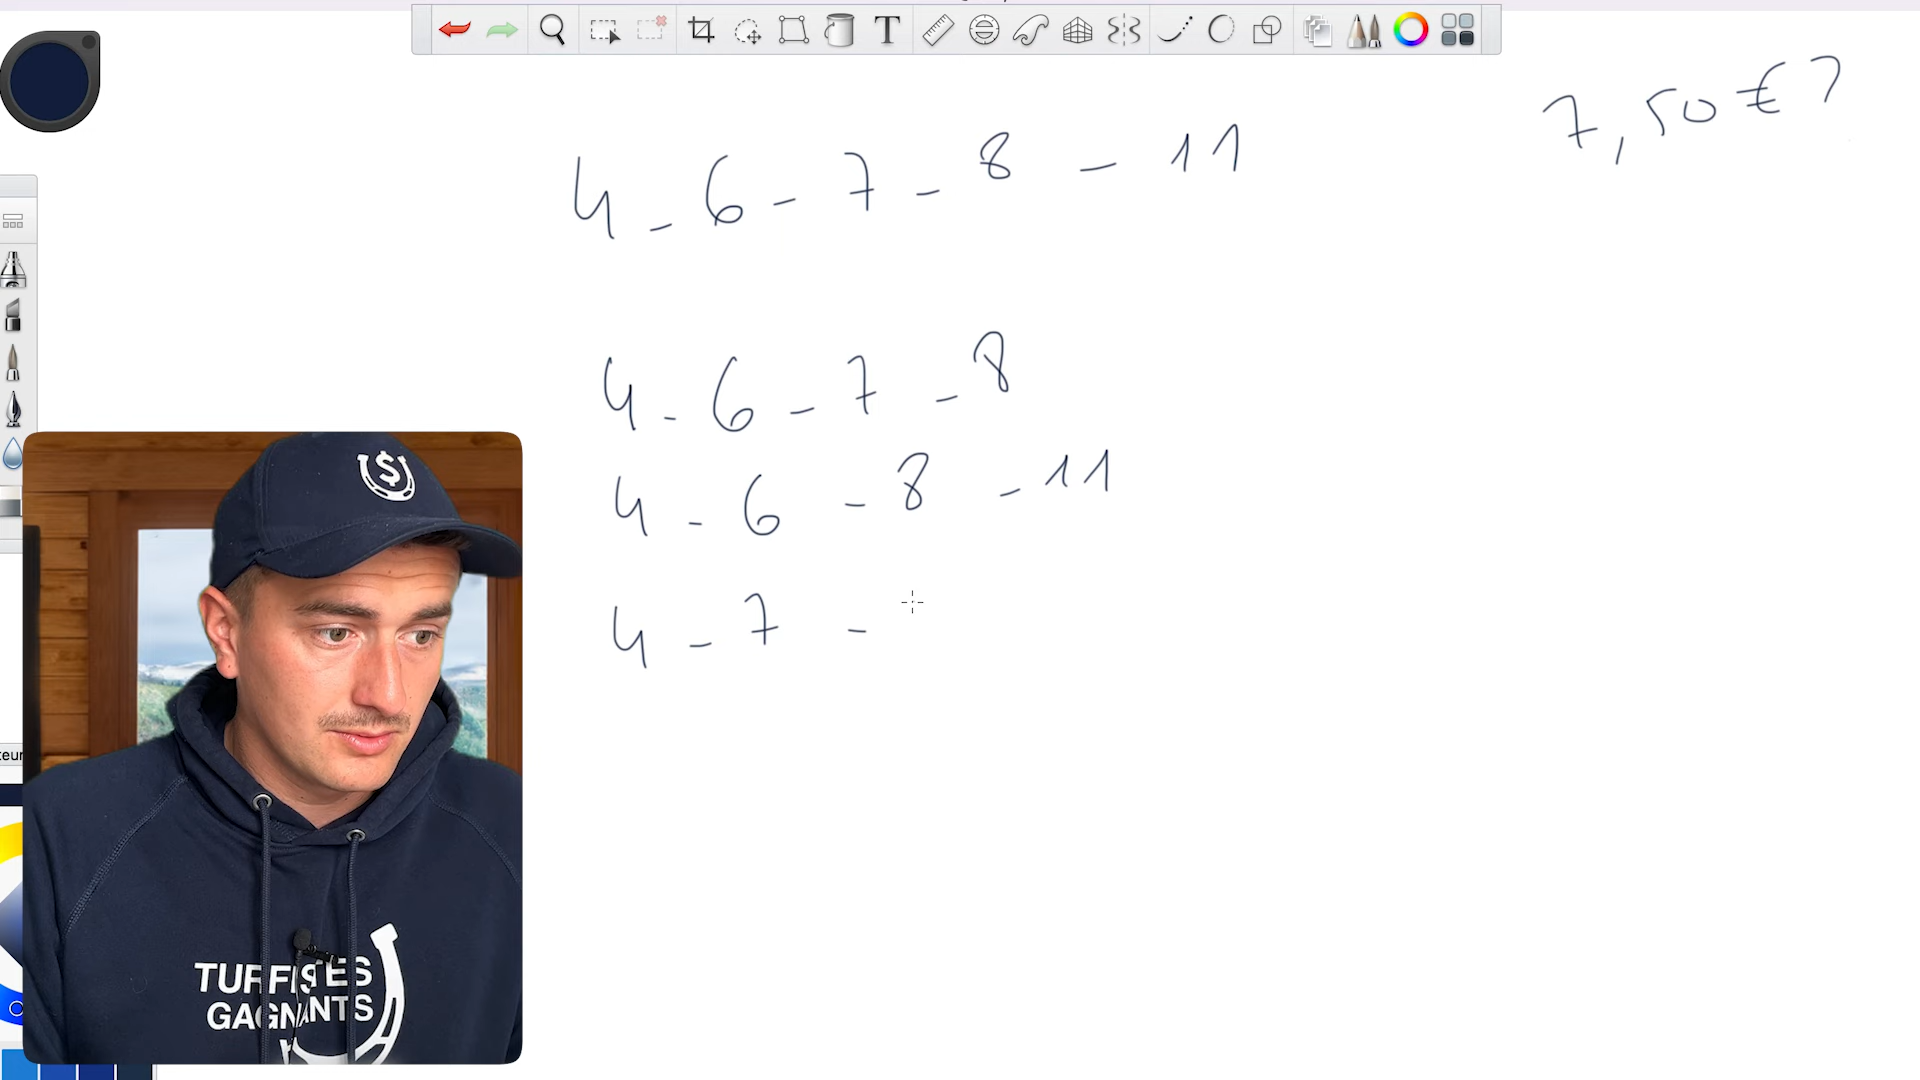 7,50 € ?
4 - 6 - 7 - 8 - 11
4 - 6 - 7 - 8
4 - 6 - 8 - 11
4 - 7 -
T
$
teur
TURFISTES
GAGNANTS